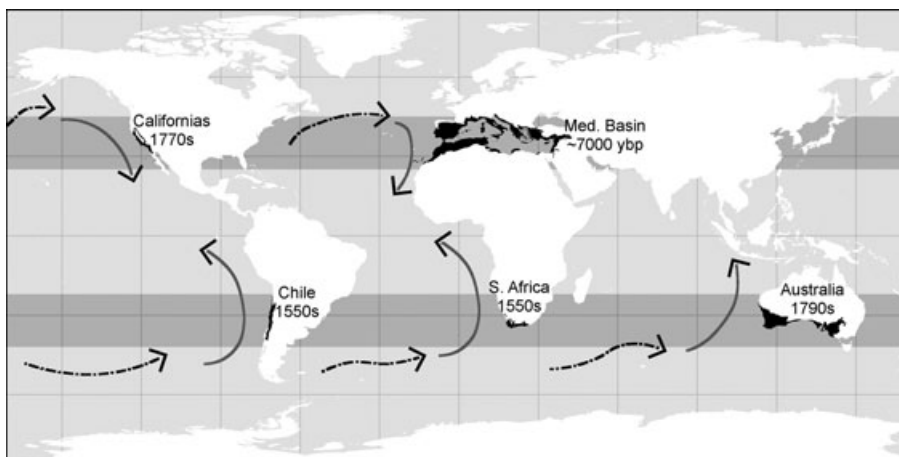 Californias
1770s
Med. Basin
~7000 ybp
Chile
1550s
S. Africa
1550s
Australia
1790s